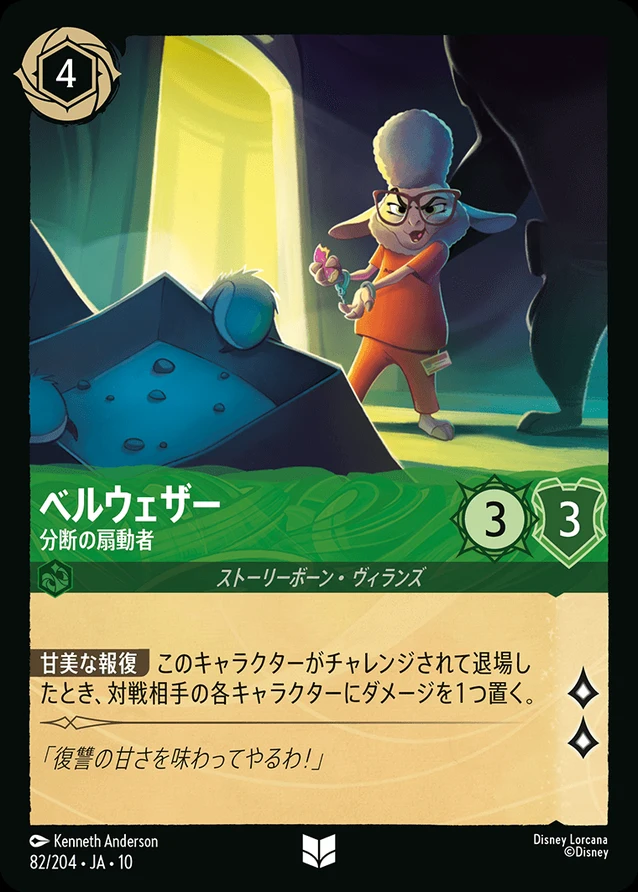 4
ベルウェザー
分断の扇動者
3
3
ストーリーボーン・ヴィランズ
甘美な報復 このキャラクターがチャレンジされて退場し
たとき、対戦相手の各キャラクターにダメージを1つ置く。
「復讐の甘さを味わってやるわ!」
Kenneth Anderson
82/204・JA・10
Disney Lorcana
©Disney